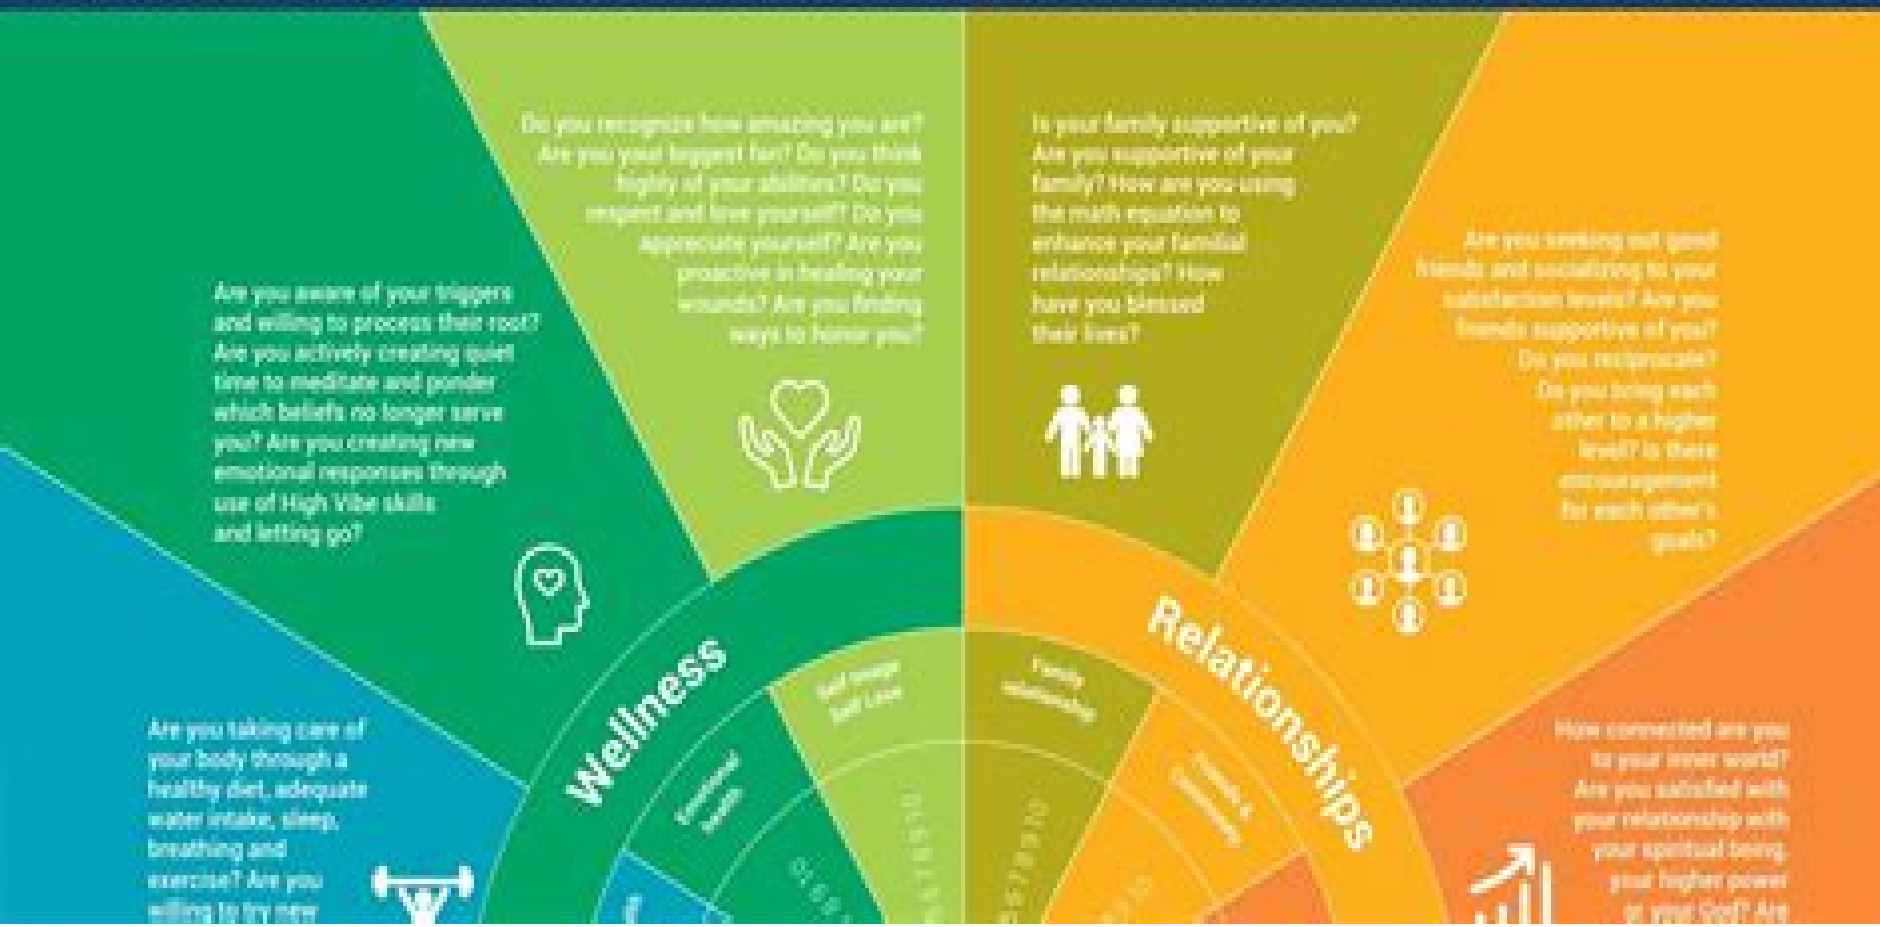 Do you recognize how amazing you are?
Are you your biggest fan? Do you think
highly of your abilities? Do you
respect and love yourself? Do you
appreciate yourself? Are you
proactive in healing your
wounds? Are you finding
ways to honor you?
Is your family supportive of you?
Are you supportive of your
family? How are you using
the math equation to
enhance your familial
relationships? How
have you blessed
their lives?
Are you seeking out good
friends and socializing to your
satisfaction levels? Are you
friends supportive of you?
Do you reciprocate?
Do you bring each
other to a higher
level? Is there
encouragement
for each other's
goals?
Are you aware of your triggers
and willing to process their root?
Are you actively creating quiet
time to meditate and ponder
which beliefs no longer serve
you? Are you creating new
emotional responses through
use of High Vibe skills
and letting go?
Wellness
Relationships
Self Image
Self Love
Family
relationship
Emotional
health
Friends &
Community
Are you taking care of
your body through a
healthy diet, adequate
water intake, sleep,
breathing and
exercise? Are you
willing to try new
How connected are you
to your inner world?
Are you satisfied with
your relationship with
your spiritual being,
your higher power
or your God? Are